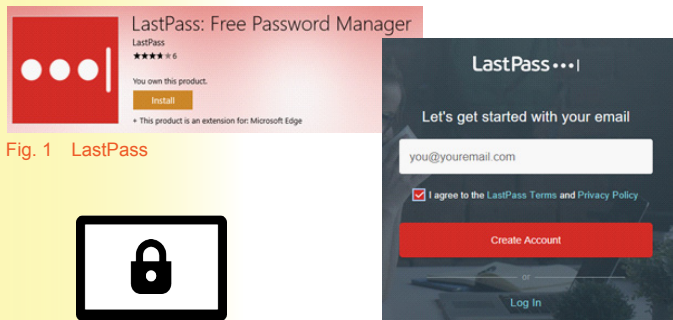 LastPass: Free Password Manager
LastPass
★★★★★ 6
You own this product.
Install
+ This product is an extension for: Microsoft Edge
Fig. 1 LastPass
LastPass •••|
Let's get started with your email
you@youremail.com
I agree to the LastPass Terms and Privacy Policy
Create Account
or
Log In